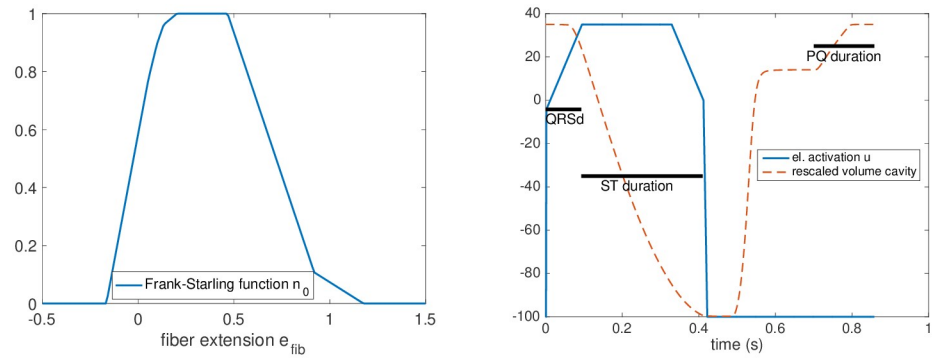 1
0.8
0.6
0.4
0.2
0
-0.5 0 0.5 1 1.5
Frank-Starling function n0
fiber extension efib
40
20
0
-20
-40
-60
-80
-100
0 0.2 0.4 0.6 0.8 1
PQ duration
QRSd
el. activation u
rescaled volume cavity
ST duration
time (s)